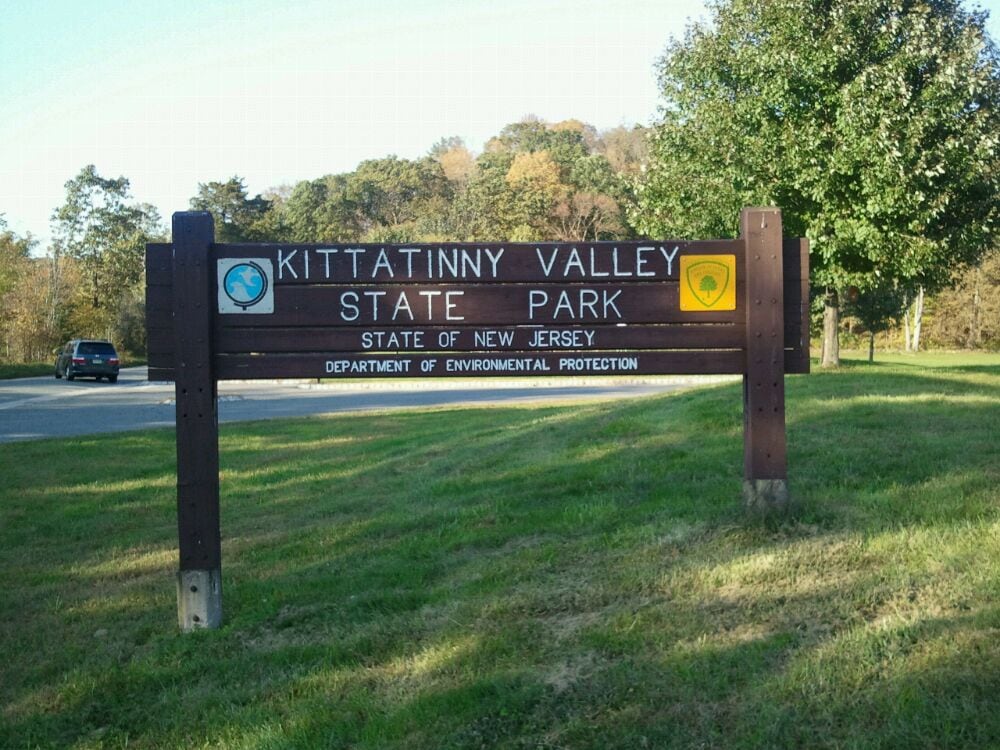 KITTATINNY VALLEY
STATE PARK
STATE OF NEW JERSEY
DEPARTMENT OF ENVIRONMENTAL PROTECTION